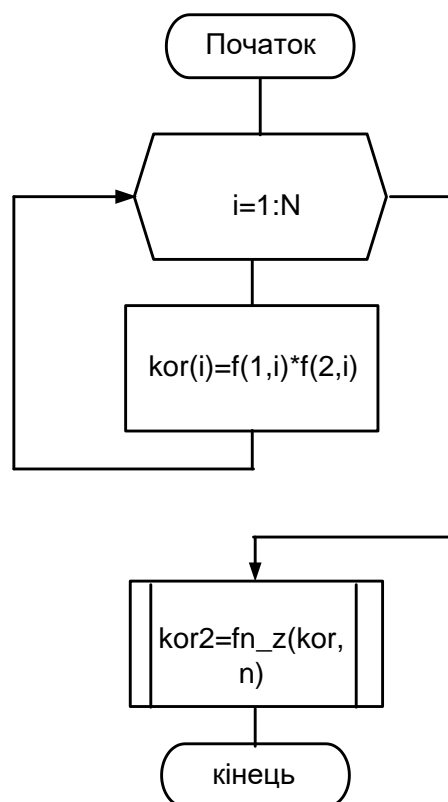 Початок
i=1:N
kor(i)=f(1,i)*f(2,i)
kor2=fn_z(kor,
n)
кінець